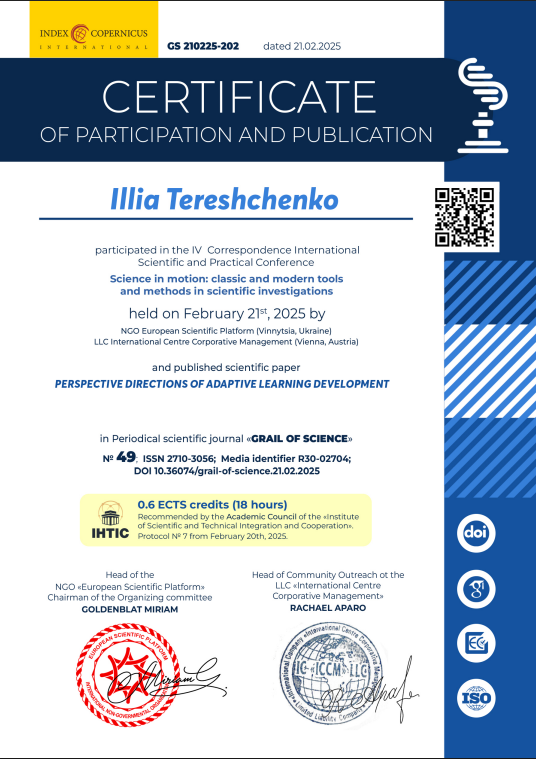 INDEX COPERNICUS
INTERNATIONAL
GS 210225-202 dated 21.02.2025
CERTIFICATE
OF PARTICIPATION AND PUBLICATION
Illia Tereshchenko
participated in the IV Correspondence International
Scientific and Practical Conference
Science in motion: classic and modern tools
and methods in scientific investigations
held on February 21st, 2025 by
NGO European Scientific Platform (Vinnytsia, Ukraine)
LLC International Centre Corporative Management (Vienna, Austria)
and published scientific paper
PERSPECTIVE DIRECTIONS OF ADAPTIVE LEARNING DEVELOPMENT
in Periodical scientific journal «GRAIL OF SCIENCE»
№ 49; ISSN 2710-3056; Media identifier R30-02704;
DOI 10.36074/grail-of-science.21.02.2025
IHTIC
0.6 ECTS credits (18 hours)
Recommended by the Academic Council of the «Institute
of Scientific and Technical Integration and Cooperation».
Protocol № 7 from February 20th, 2025.
doi
g
ISO
Head of the
NGO «European Scientific Platform»
Chairman of the Organizing committee
GOLDENBLAT MIRIAM
Head of Community Outreach ot the
LLC «International Centre
Corporative Management»
RACHAEL APARO
EUROPEAN SCIENTIFIC PLATFORM
INTERNATIONAL NON-GOVERNMENTAL
«International Centre Corporative
«ICCM» LLC
Limited Liability Company